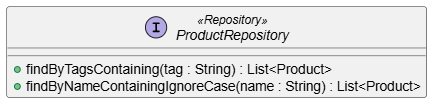 «Repository»
I
ProductRepository
findByTagsContaining(tag : String) : List<Product>
findByNameContainingIgnoreCase(name : String) : List<Product>